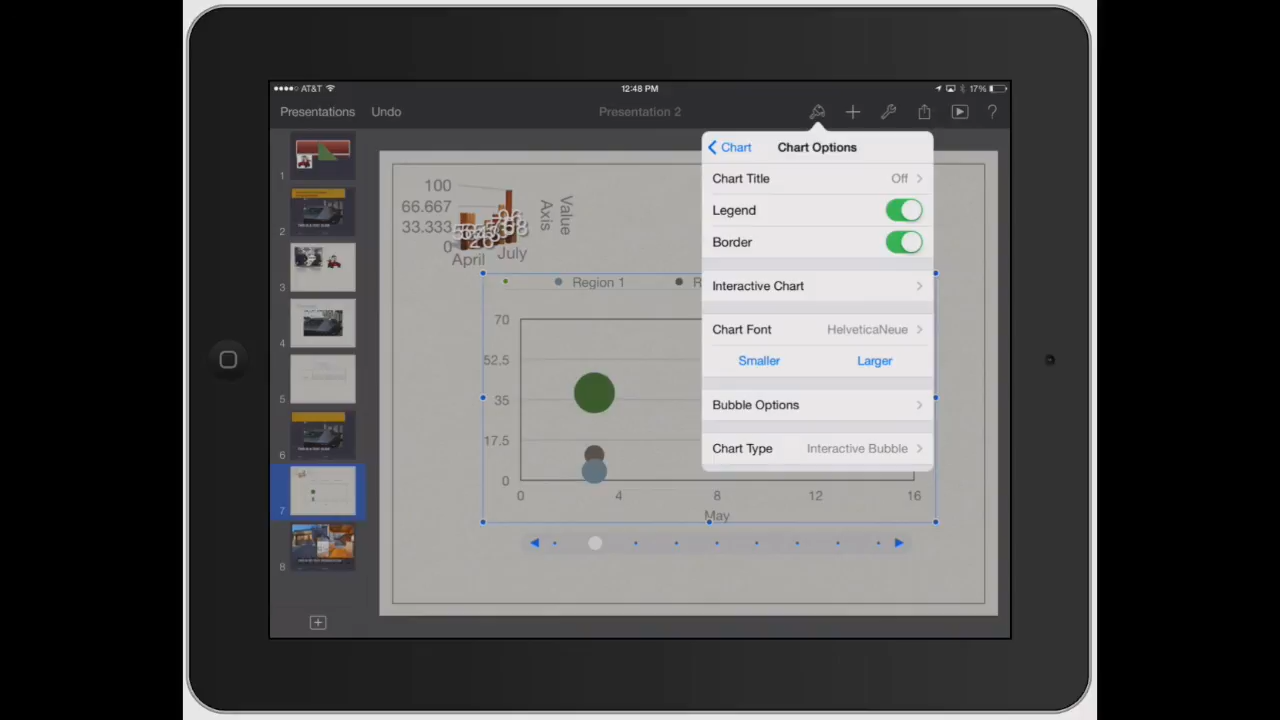 AT&T 12:48 PM 17%
Presentations Undo Presentation 2 ?
Chart Chart Options
Chart Title Off
Legend
Border
Interactive Chart
Chart Font HelveticaNeue
Smaller Larger
Bubble Options
Chart Type Interactive Bubble
100
66.667
33.333
0
April July
Value
Axis
Region 1 R
70
52.5
35
17.5
0
0 4 8 12 16
May
1
2
3
4
5
6
7
8